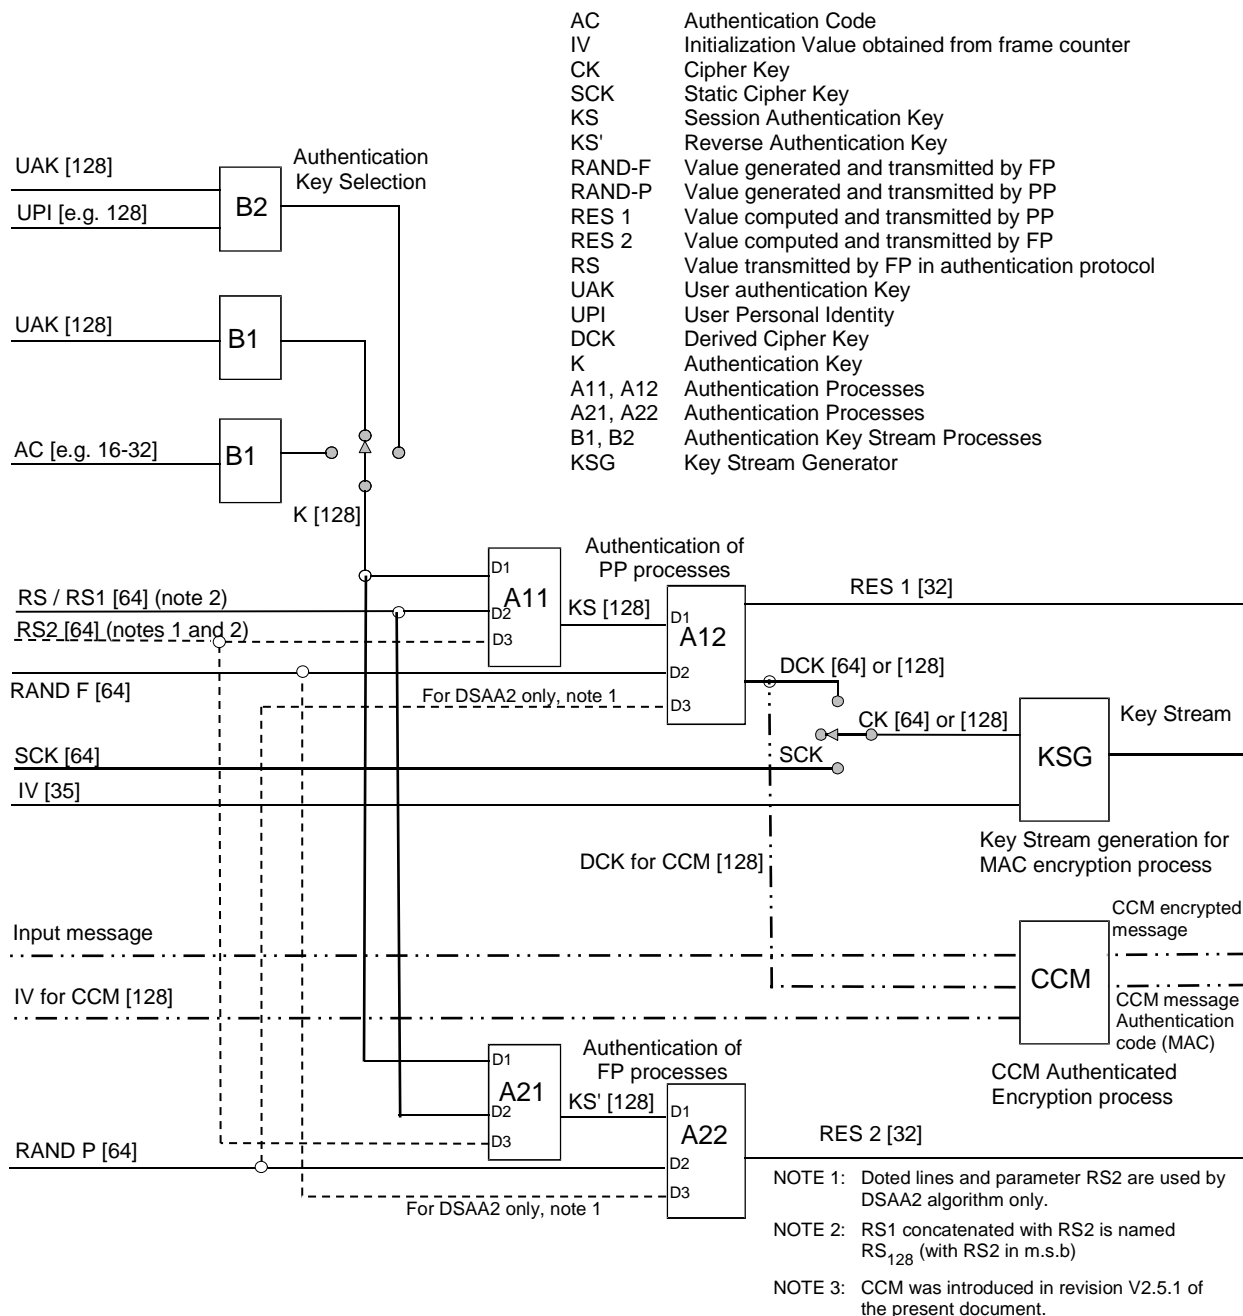 AC Authentication Code
IV Initialization Value obtained from frame counter
CK Cipher Key
SCK Static Cipher Key
KS Session Authentication Key
KS' Reverse Authentication Key
RAND-F Value generated and transmitted by FP
RAND-P Value generated and transmitted by PP
RES 1 Value computed and transmitted by PP
RES 2 Value computed and transmitted by FP
RS Value transmitted by FP in authentication protocol
UAK User authentication Key
UPI User Personal Identity
DCK Derived Cipher Key
K Authentication Key
A11, A12 Authentication Processes
A21, A22 Authentication Processes
B1, B2 Authentication Key Stream Processes
KSG Key Stream Generator
UAK [128]
UPI [e.g. 128]
B2
Authentication
Key Selection
UAK [128]
B1
AC [e.g. 16-32]
B1
K [128]
RS / RS1 [64] (note 2)
RS2 [64] (notes 1 and 2)
RAND F [64]
D1
D2
D3
A11
KS [128]
Authentication of
PP processes
D1
A12
D2
D3
For DSAA2 only, note 1
RES 1 [32]
DCK [64] or [128]
CK [64] or [128]
SCK
SCK [64]
IV [35]
KSG
Key Stream
Key Stream generation for
MAC encryption process
DCK for CCM [128]
Input message
IV for CCM [128]
CCM
CCM encrypted
message
CCM message
Authentication
code (MAC)
CCM Authenticated
Encryption process
D1
A21
D2
D3
KS' [128]
Authentication of
FP processes
D1
A22
D2
D3
RAND P [64]
For DSAA2 only, note 1
RES 2 [32]
NOTE 1: Doted lines and parameter RS2 are used by
DSAA2 algorithm only.
NOTE 2: RS1 concatenated with RS2 is named
RS128 (with RS2 in m.s.b)
NOTE 3: CCM was introduced in revision V2.5.1 of
the present document.